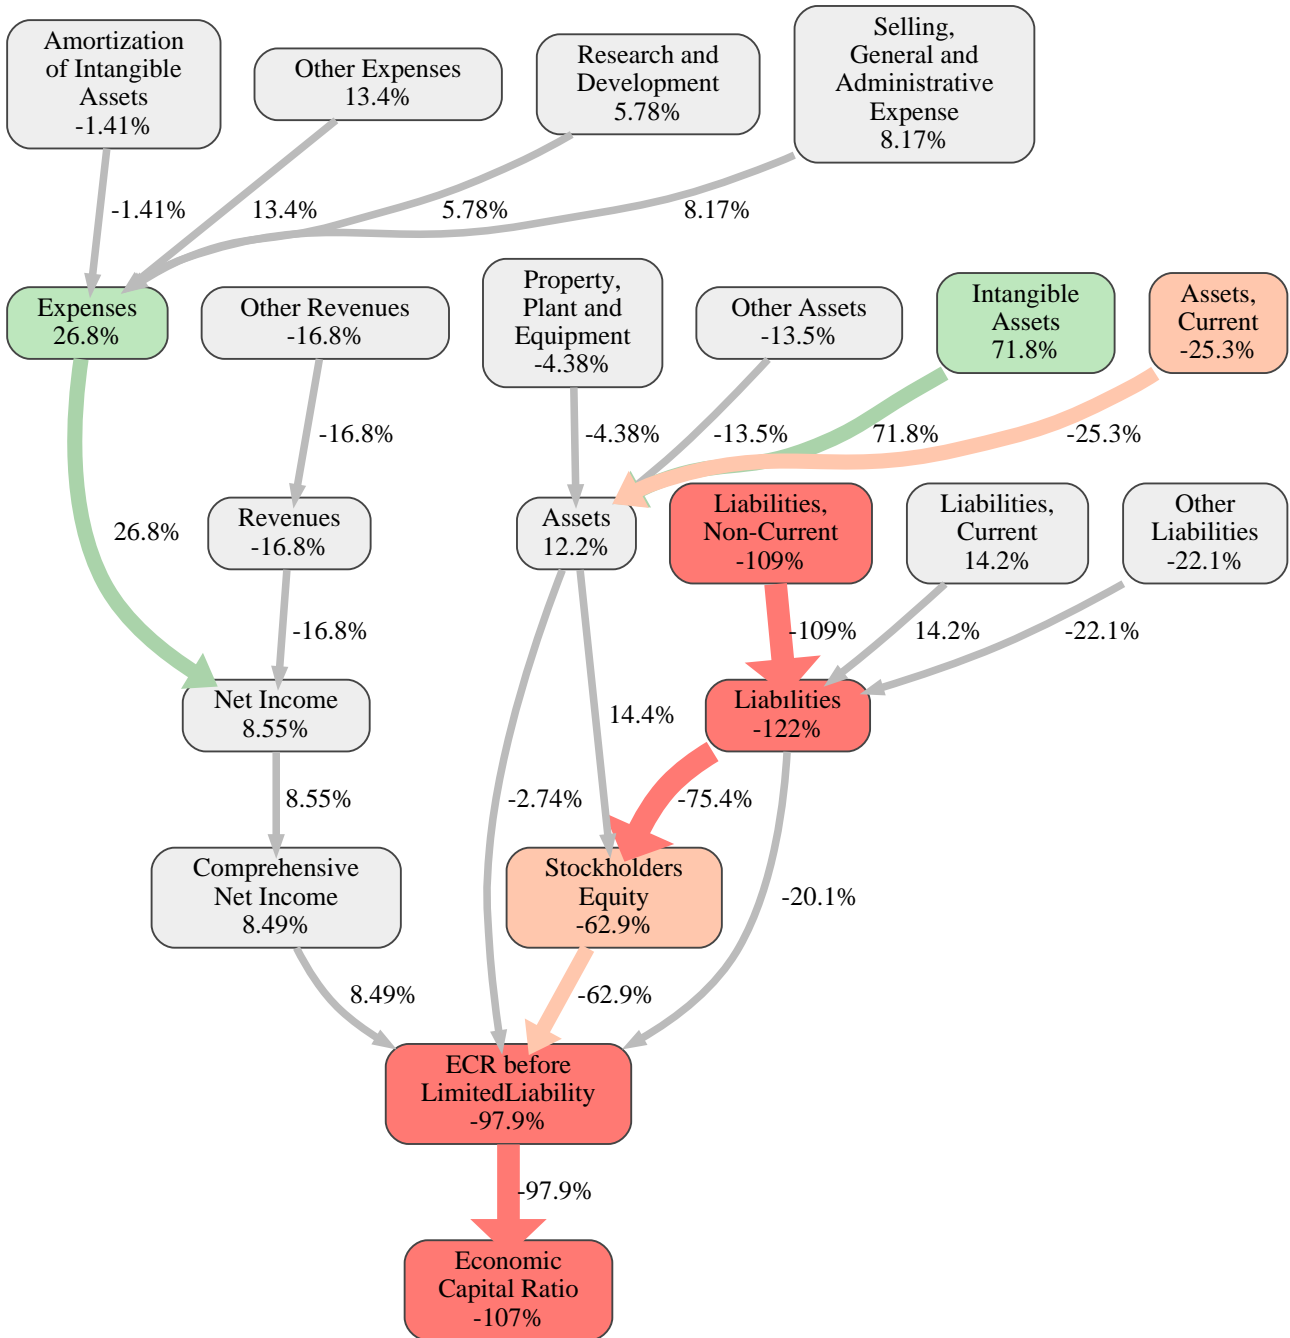 Amortization
of Intangible
Assets
-1.41%
Other Expenses
13.4%
Research and
Development
5.78%
Selling,
General and
Administrative
Expense
8.17%
-1.41%
13.4%
5.78%
8.17%
Expenses
26.8%
Other Revenues
-16.8%
Property,
Plant and
Equipment
-4.38%
Other Assets
-13.5%
Intangible
Assets
71.8%
Assets,
Current
-25.3%
-16.8%
-4.38%
-13.5%
71.8%
-25.3%
26.8%
Revenues
-16.8%
Assets
12.2%
Liabilities,
Non-Current
-109%
Liabilities,
Current
14.2%
Other
Liabilities
-22.1%
-16.8%
-109%
14.2%
-22.1%
Net Income
8.55%
14.4%
Liabilities
-122%
8.55%
-2.74%
-75.4%
Comprehensive
Net Income
8.49%
Stockholders
Equity
-62.9%
-20.1%
8.49%
-62.9%
ECR before
LimitedLiability
-97.9%
-97.9%
Economic
Capital Ratio
-107%